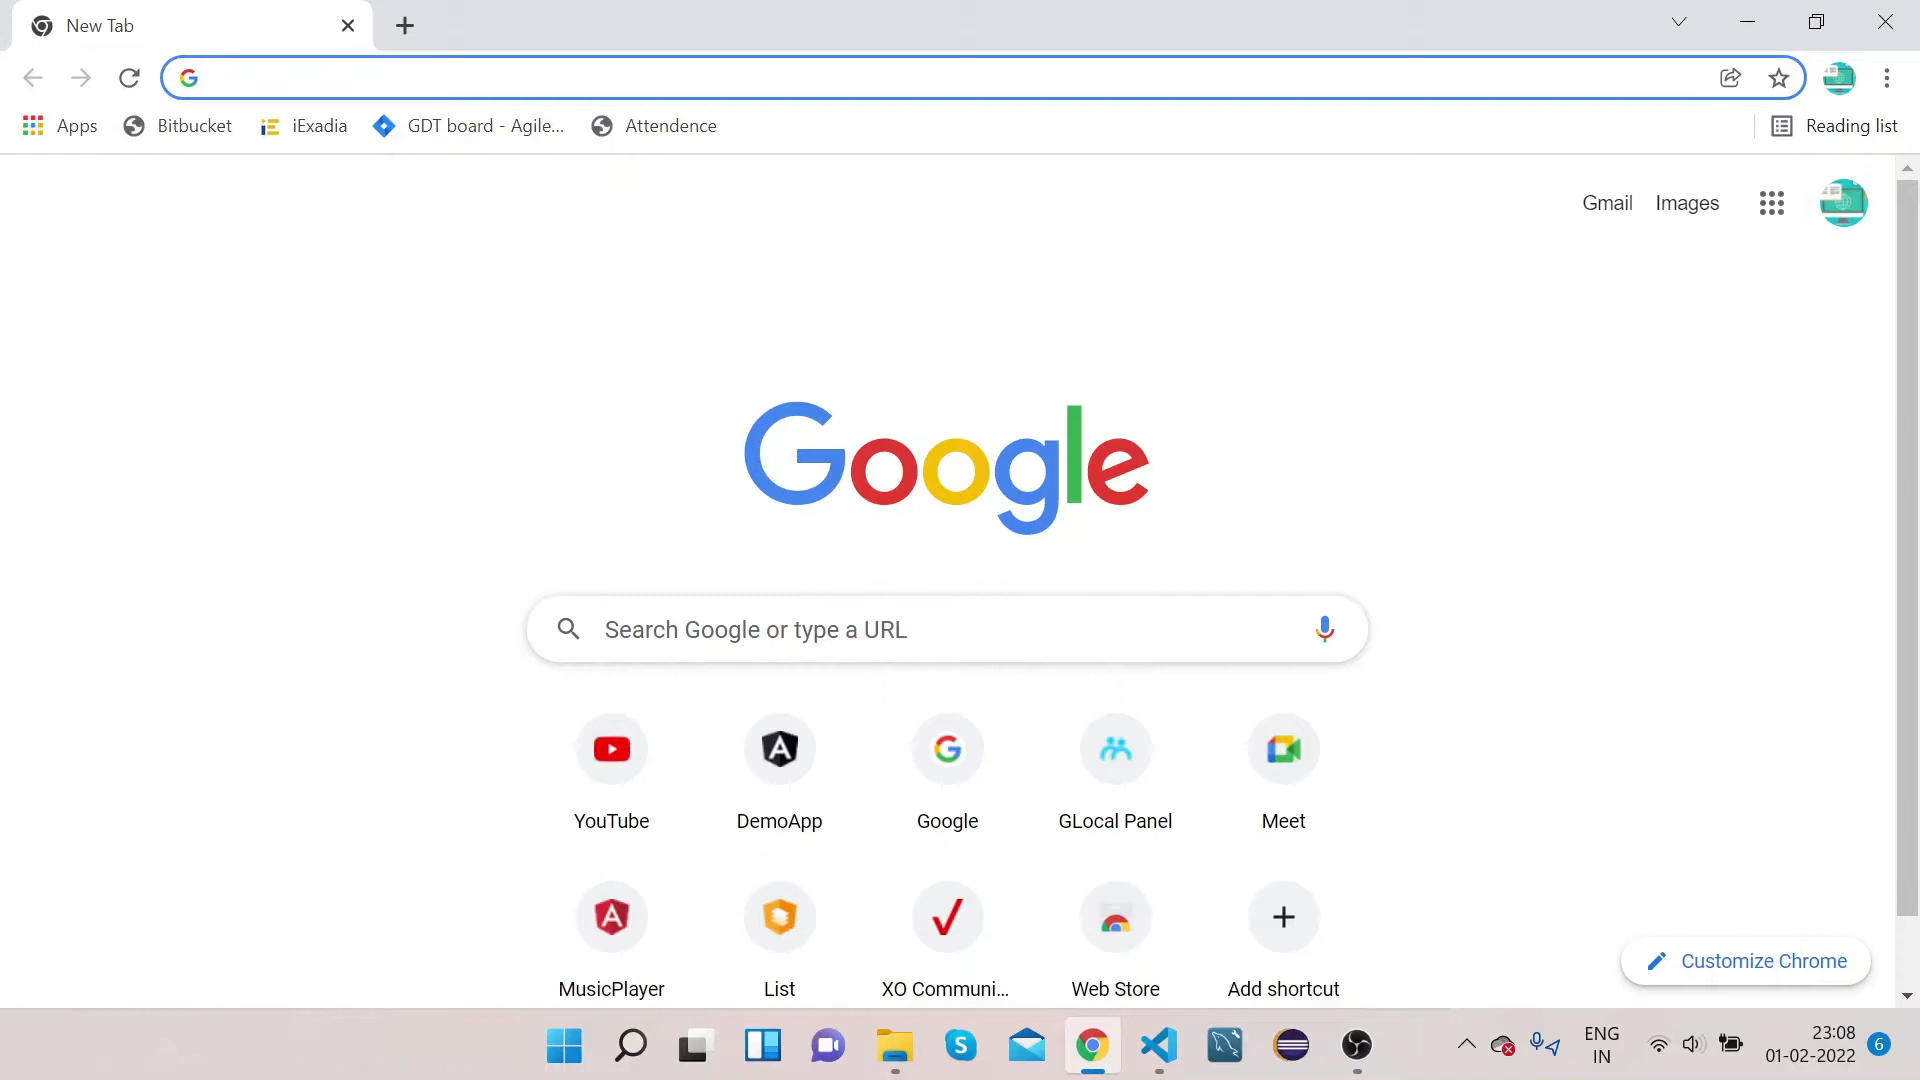 New Tab
Apps Bitbucket iExadia GDT board - Agile... Attendence Reading list
Gmail Images
Google
Search Google or type a URL
YouTube DemoApp Google GLocal Panel Meet
MusicPlayer List XO Communi... Web Store Add shortcut
Customize Chrome
ENG
IN
23:08
01-02-2022
6